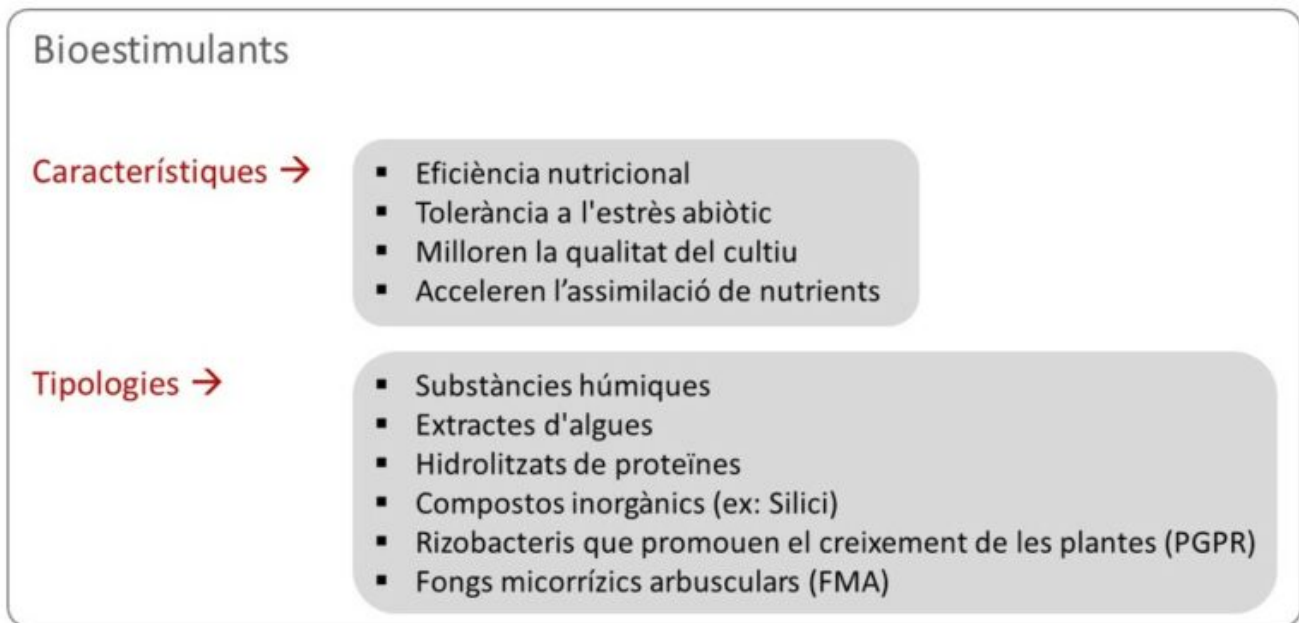 Bioestimulants
Característiques →
▪ Eficiència nutricional
▪ Tolerància a l'estrès abiòtic
▪ Milloren la qualitat del cultiu
▪ Acceleren l’assimilació de nutrients
Tipologies →
▪ Substàncies húmiques
▪ Extractes d'algues
▪ Hidrolitzats de proteïnes
▪ Compostos inorgànics (ex: Silici)
▪ Rizobacteris que promouen el creixement de les plantes (PGPR)
▪ Fongs micorrízics arbusculars (FMA)